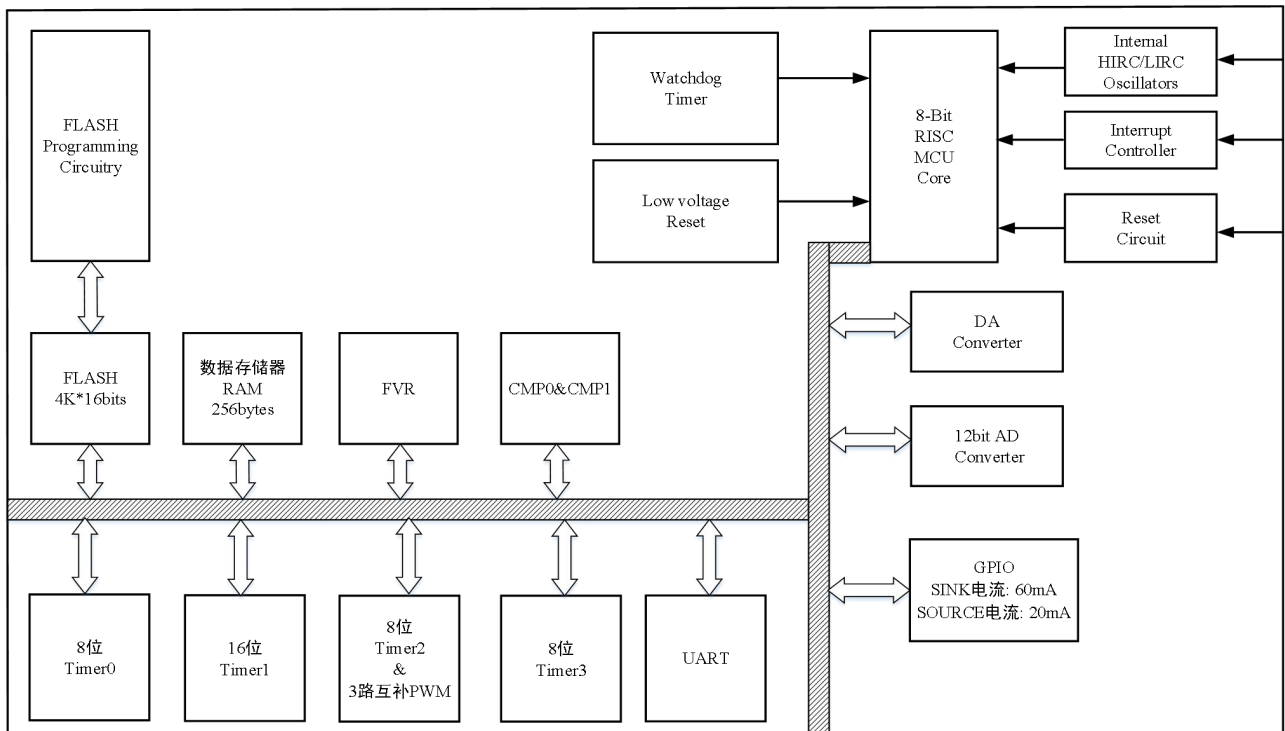 FLASH
Programming
Circuitry
Watchdog
Timer
Low voltage
Reset
8-Bit
RISC
MCU
Core
Internal
HIRC/LIRC
Oscillators
Interrupt
Controller
Reset
Circuit
FLASH
4K*16bits
数据存储器
RAM
256bytes
FVR
CMP0&CMP1
DA
Converter
12bit AD
Converter
GPIO
SINK电流: 60mA
SOURCE电流: 20mA
8位
Timer0
16位
Timer1
8位
Timer2
&
3路互补PWM
8位
Timer3
UART